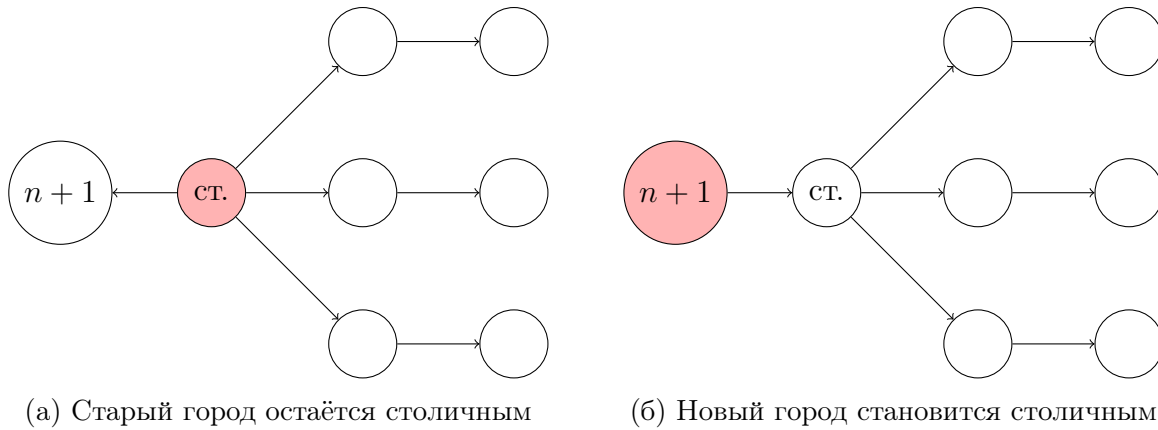 n + 1
ст.
n + 1
ст.
(а) Старый город остаётся столичным
(б) Новый город становится столичным